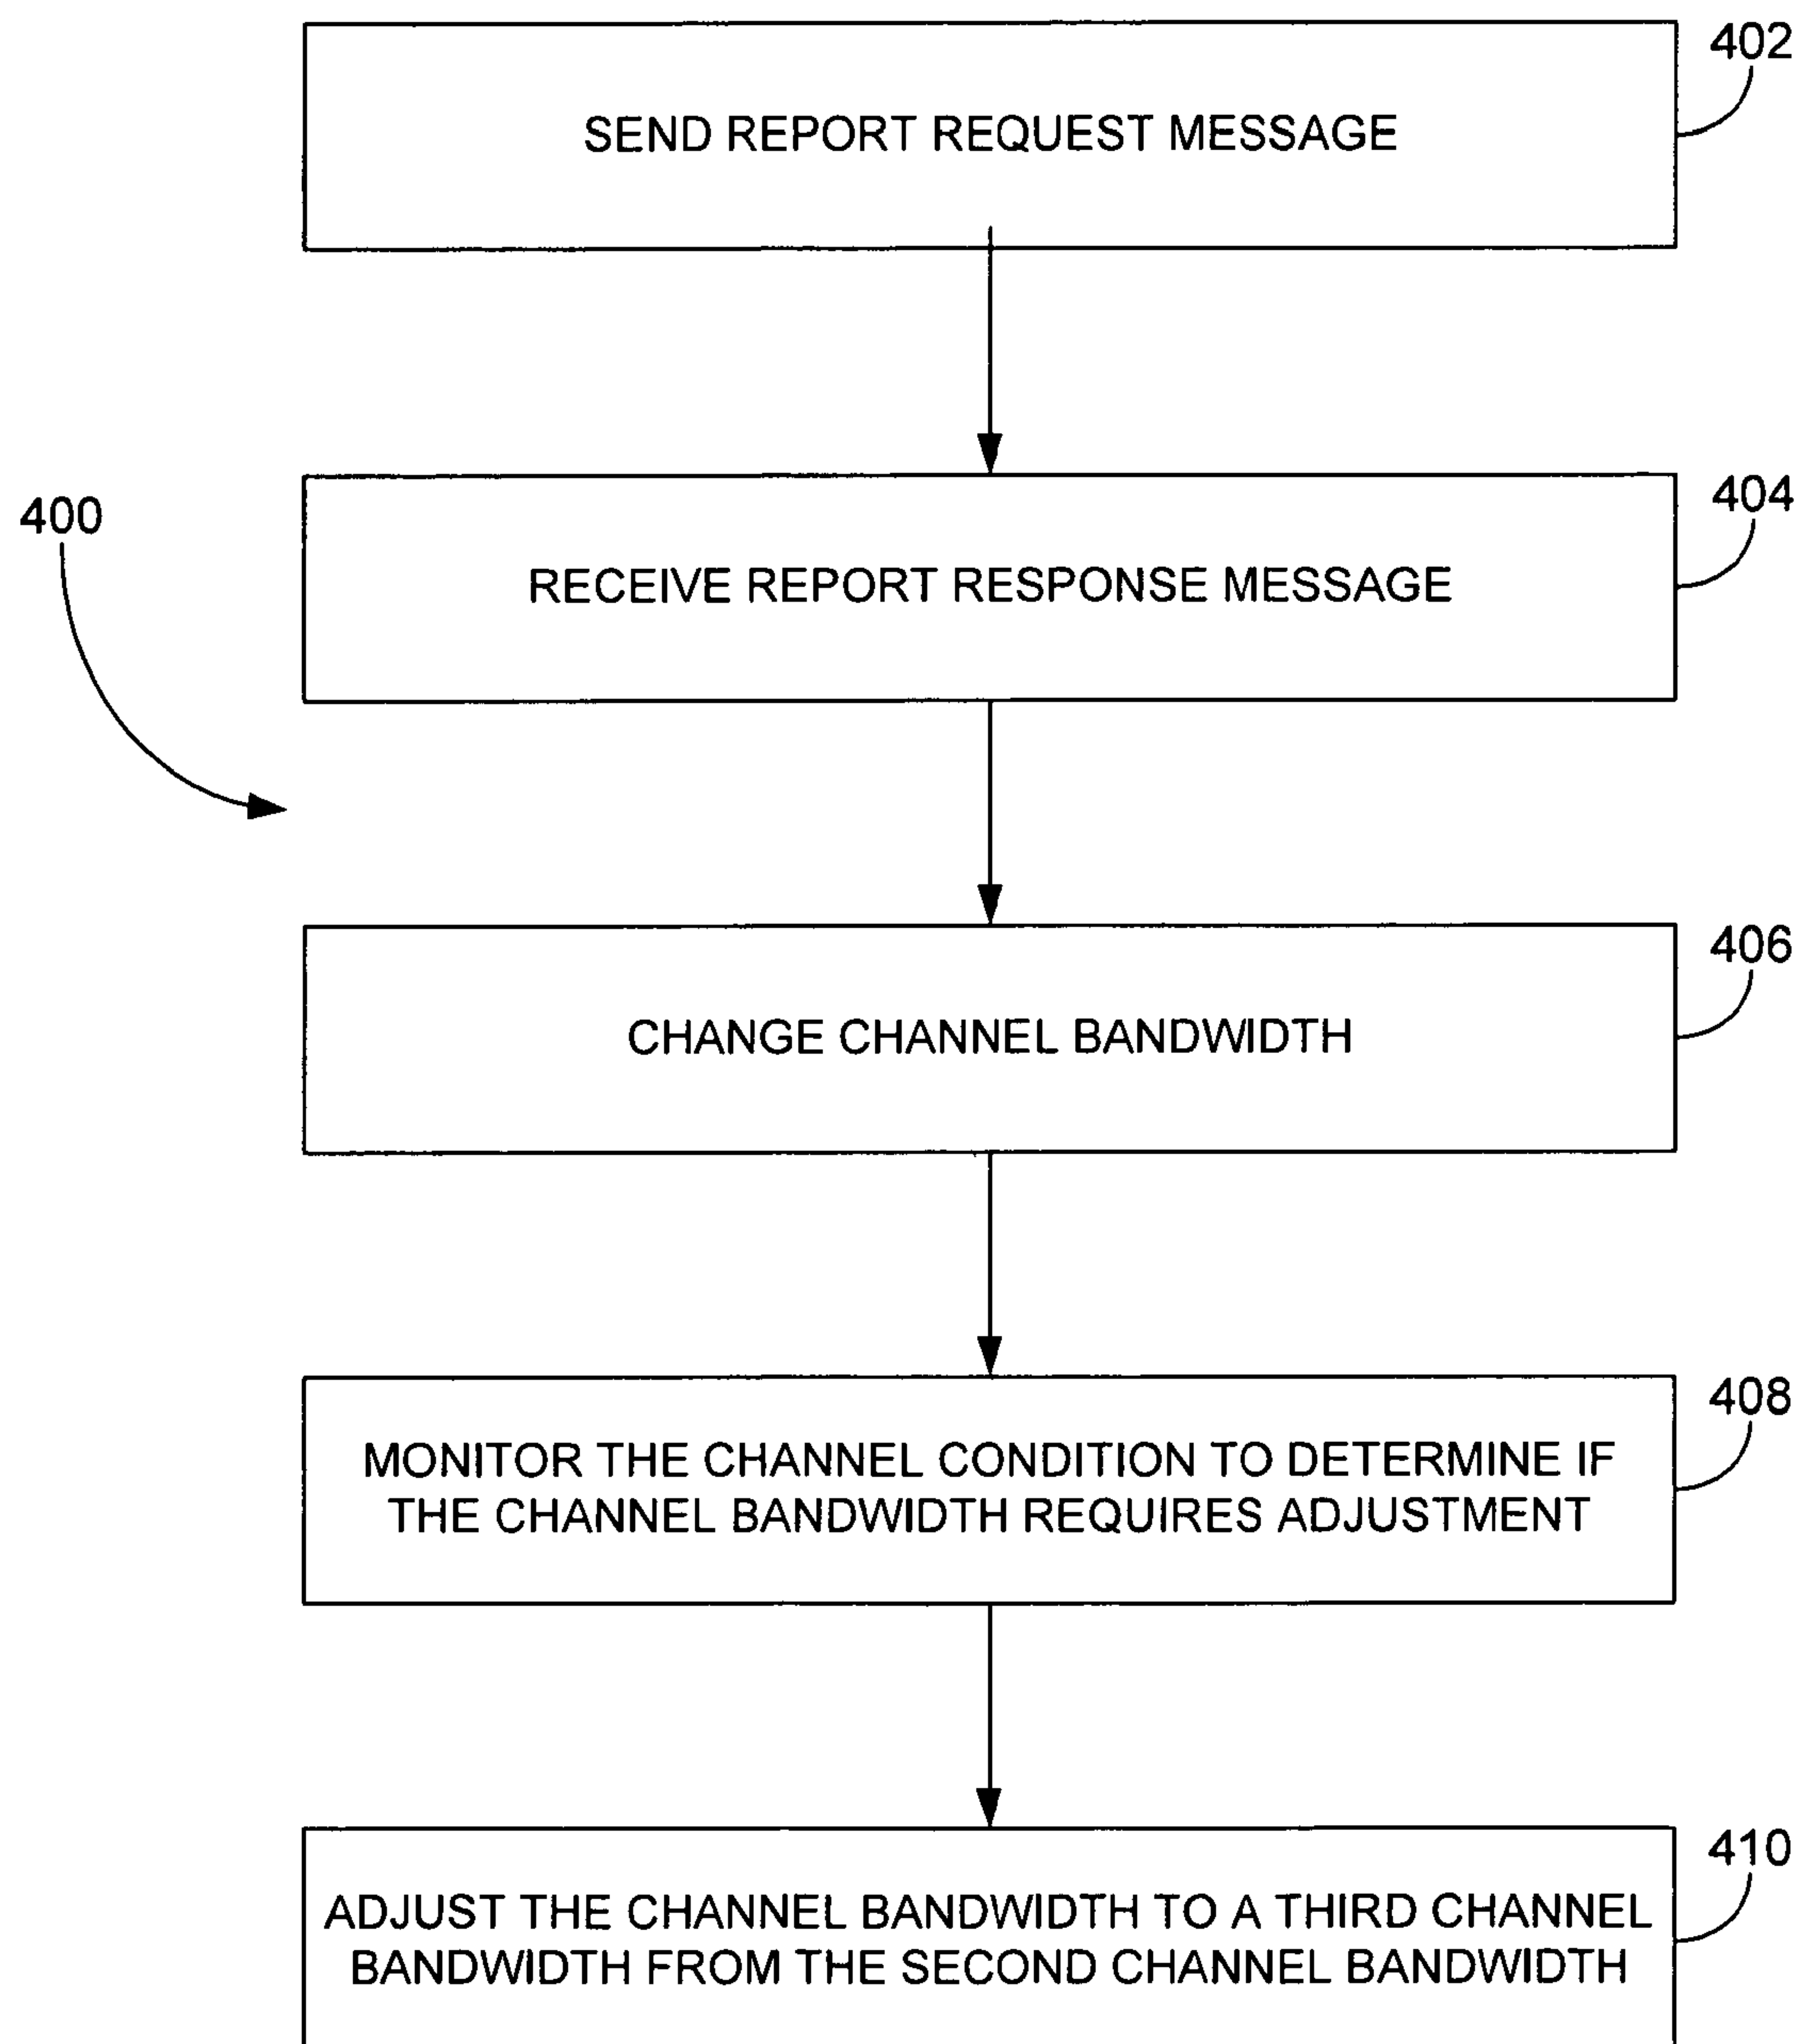 402
SEND REPORT REQUEST MESSAGE
404
400
RECEIVE REPORT RESPONSE MESSAGE
406
CHANGE CHANNEL BANDWIDTH
408
MONITOR THE CHANNEL CONDITION TO DETERMINE IF
THE CHANNEL BANDWIDTH REQUIRES ADJUSTMENT
410
ADJUST THE CHANNEL BANDWIDTH TO A THIRD CHANNEL
BANDWIDTH FROM THE SECOND CHANNEL BANDWIDTH